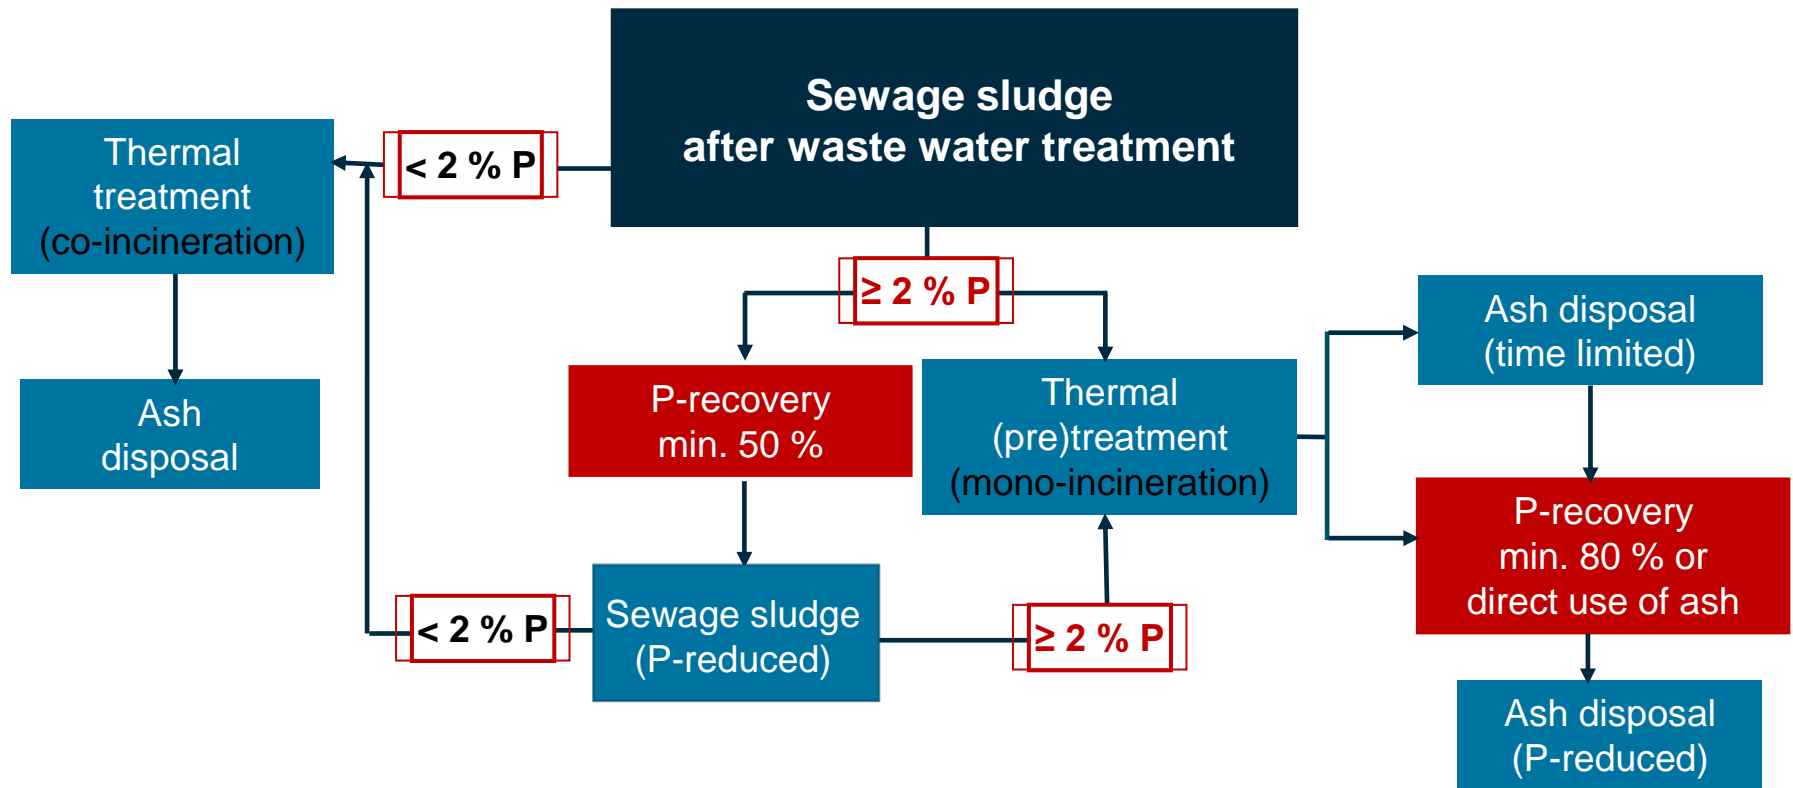 Sewage sludge
after waste water treatment
< 2 % P
Thermal
treatment
(co-incineration)
Ash
disposal
≥ 2 % P
P-recovery
min. 50 %
Thermal
(pre)treatment
(mono-incineration)
Ash disposal
(time limited)
P-recovery
min. 80 % or
direct use of ash
Ash disposal
(P-reduced)
Sewage sludge
(P-reduced)
< 2 % P
≥ 2 % P